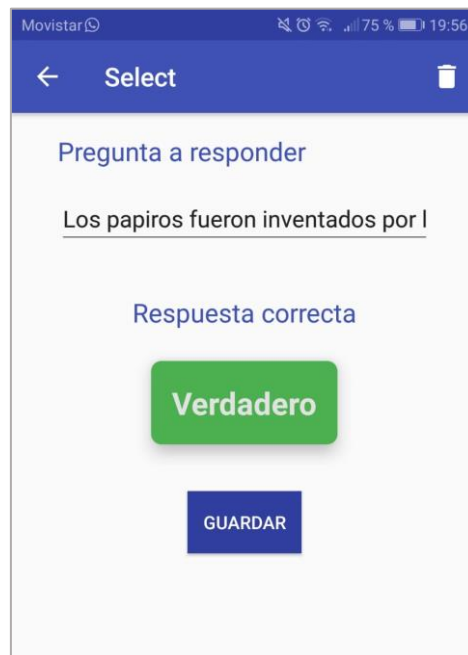 Movistar 75 % 19:56
Select
Pregunta a responder
Los papiros fueron inventados por l
Respuesta correcta
Verdadero
GUARDAR